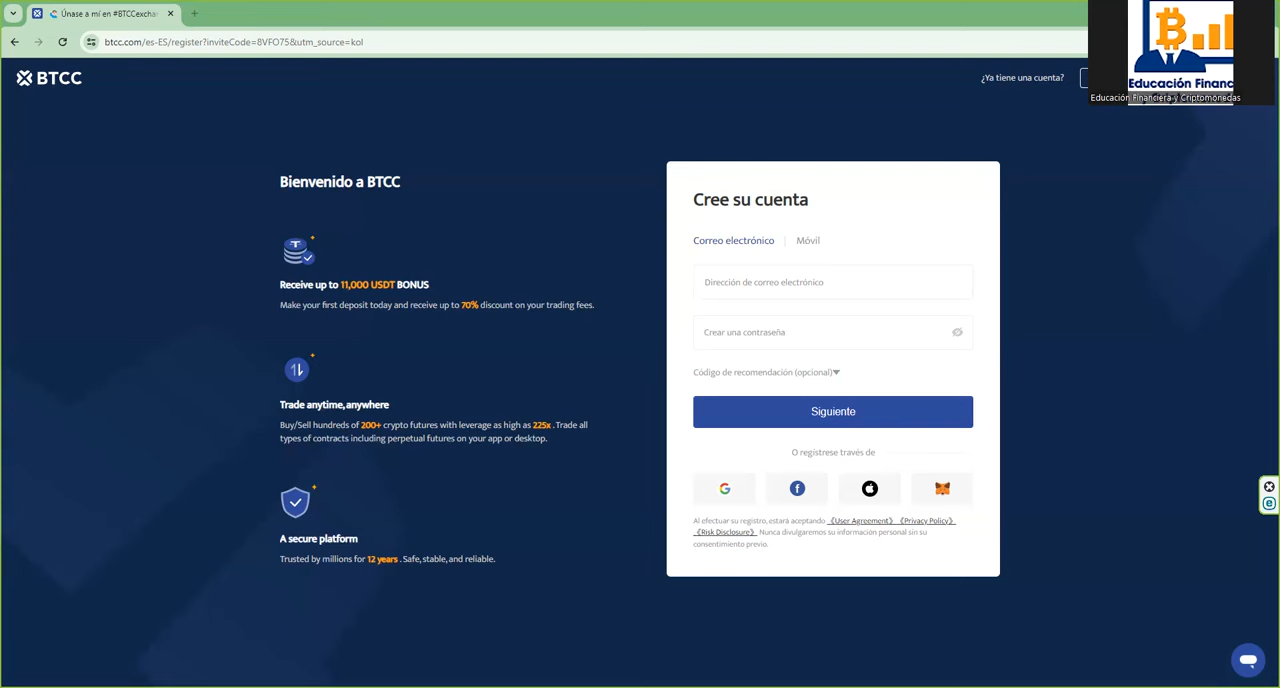 Únase a mí en #BTCCexchan
btcc.com/es-ES/register?inviteCode=8VFO75&utm_source=kol
BTCC
¿Ya tiene una cuenta?
Educación Financ
Educación Financiera y Criptomonedas
Bienvenido a BTCC
Receive up to 11,000 USDT BONUS
Make your first deposit today and receive up to 70% discount on your trading fees.
Trade anytime, anywhere
Buy/Sell hundreds of 200+ crypto futures with leverage as high as 225x . Trade all
types of contracts including perpetual futures on your app or desktop.
A secure platform
Trusted by millions for 12 years . Safe, stable, and reliable.
Cree su cuenta
Correo electrónico | Móvil
Dirección de correo electrónico
Crear una contraseña
Código de recomendación (opcional)
Siguiente
O regístrese través de
Al efectuar su registro, estará aceptando 《User Agreement》 《Privacy Policy》
《Risk Disclosure》 Nunca divulgaremos su información personal sin su
consentimiento previo.